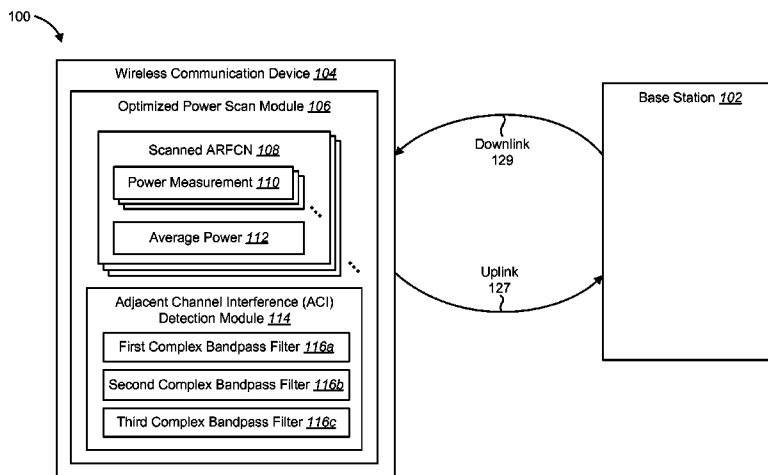 100
Wireless Communication Device 104
Optimized Power Scan Module 106
Scanned ARFCN 108
Power Measurement 110
Average Power 112
Adjacent Channel Interference (ACI)
Detection Module 114
First Complex Bandpass Filter 116a
Second Complex Bandpass Filter 116b
Third Complex Bandpass Filter 116c
Downlink
129
Uplink
127
Base Station 102